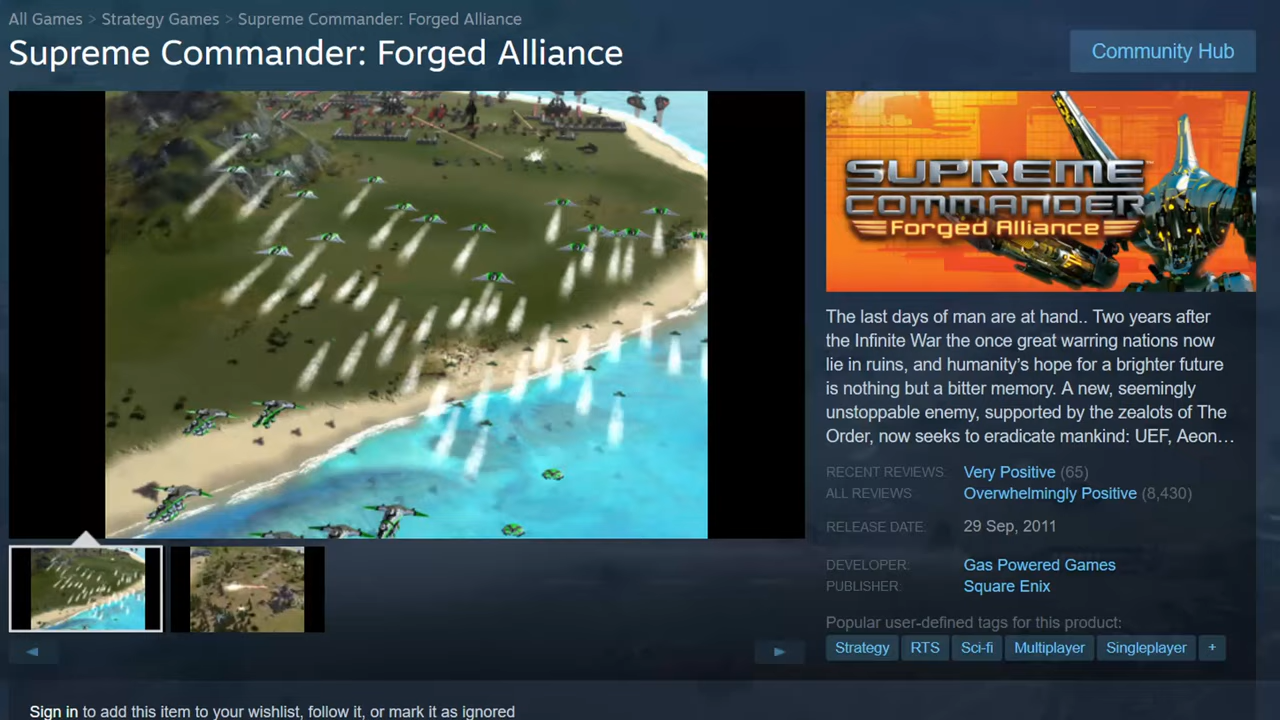 All Games > Strategy Games > Supreme Commander: Forged Alliance
Supreme Commander: Forged Alliance
Community Hub
SUPREME
COMMANDER
Forged Alliance
The last days of man are at hand.. Two years after
the Infinite War the once great warring nations now
lie in ruins, and humanity’s hope for a brighter future
is nothing but a bitter memory. A new, seemingly
unstoppable enemy, supported by the zealots of The
Order, now seeks to eradicate mankind: UEF, Aeon…
RECENT REVIEWS: Very Positive (65)
ALL REVIEWS: Overwhelmingly Positive (8,430)
RELEASE DATE: 29 Sep, 2011
DEVELOPER: Gas Powered Games
PUBLISHER: Square Enix
Popular user-defined tags for this product:
Strategy RTS Sci-fi Multiplayer Singleplayer +
Sign in to add this item to your wishlist, follow it, or mark it as ignored